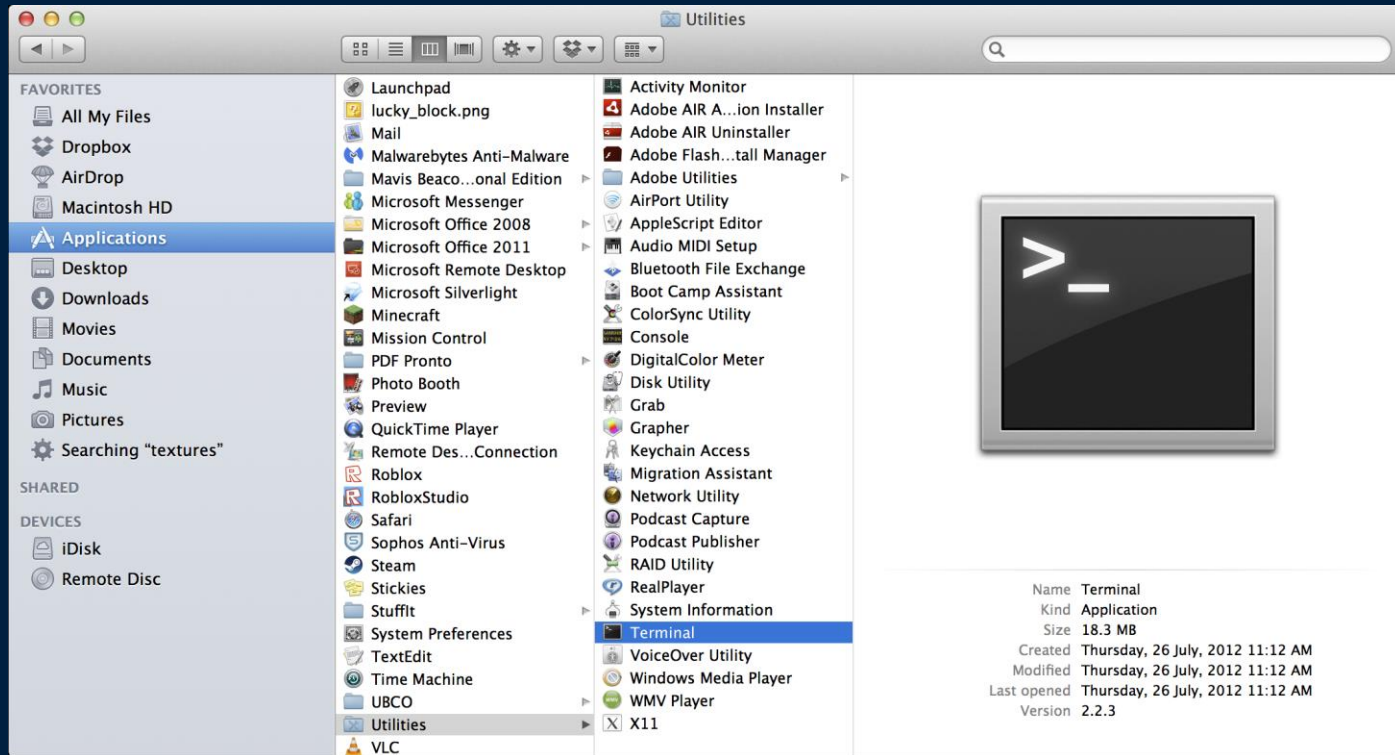 Utilities
FAVORITES
All My Files
Dropbox
AirDrop
Macintosh HD
Applications
Desktop
Downloads
Movies
Documents
Music
Pictures
Searching “textures”
SHARED
DEVICES
iDisk
Remote Disc
Launchpad
lucky_block.png
Mail
Malwarebytes Anti-Malware
Mavis Beaco...onal Edition
Microsoft Messenger
Microsoft Office 2008
Microsoft Office 2011
Microsoft Remote Desktop
Microsoft Silverlight
Minecraft
Mission Control
PDF Pronto
Photo Booth
Preview
QuickTime Player
Remote Des...Connection
Roblox
RobloxStudio
Safari
Sophos Anti-Virus
Steam
Stickies
StuffIt
System Preferences
TextEdit
Time Machine
UBCO
Utilities
VLC
Activity Monitor
Adobe AIR A...ion Installer
Adobe AIR Uninstaller
Adobe Flash...tall Manager
Adobe Utilities
AirPort Utility
AppleScript Editor
Audio MIDI Setup
Bluetooth File Exchange
Boot Camp Assistant
ColorSync Utility
Console
DigitalColor Meter
Disk Utility
Grab
Grapher
Keychain Access
Migration Assistant
Network Utility
Podcast Capture
Podcast Publisher
RAID Utility
RealPlayer
System Information
Terminal
VoiceOver Utility
Windows Media Player
WMV Player
X11
>_
Name Terminal
Kind Application
Size 18.3 MB
Created Thursday, 26 July, 2012 11:12 AM
Modified Thursday, 26 July, 2012 11:12 AM
Last opened Thursday, 26 July, 2012 11:12 AM
Version 2.2.3